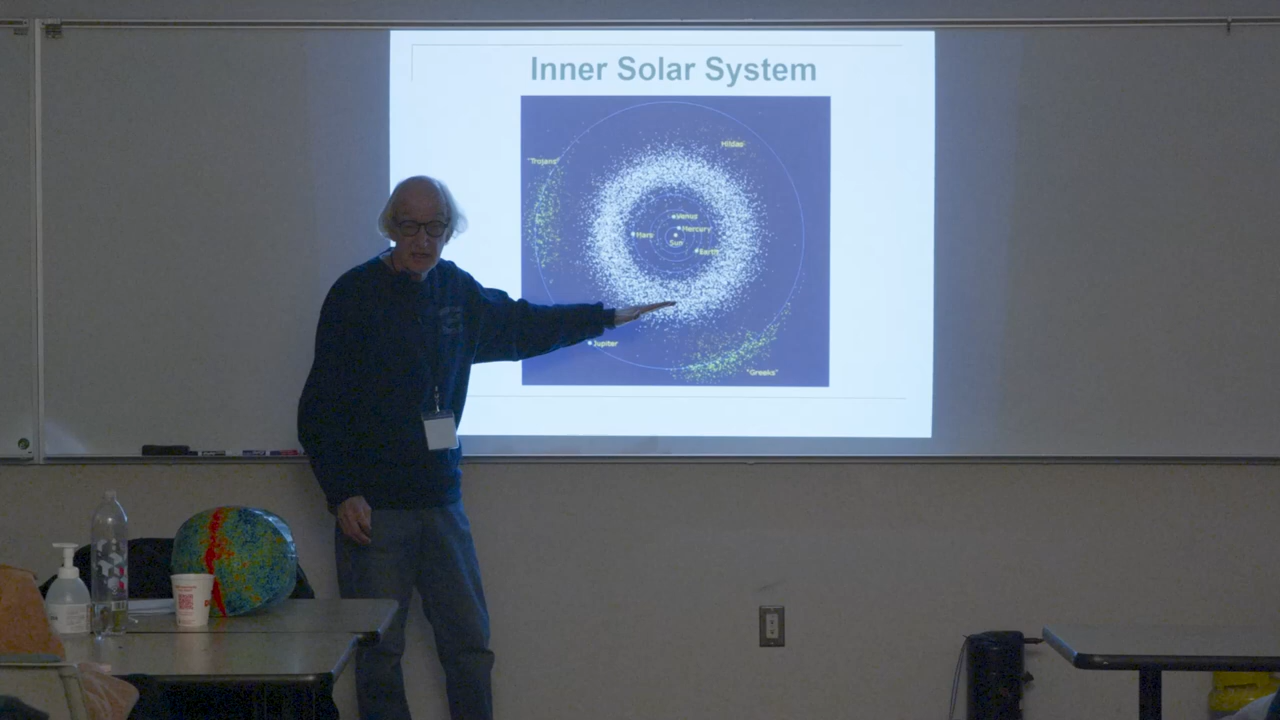 Inner Solar System
"Trojans"
Hildas
Venus
Mercury
Mars
Sun
Earth
Jupiter
"Greeks"